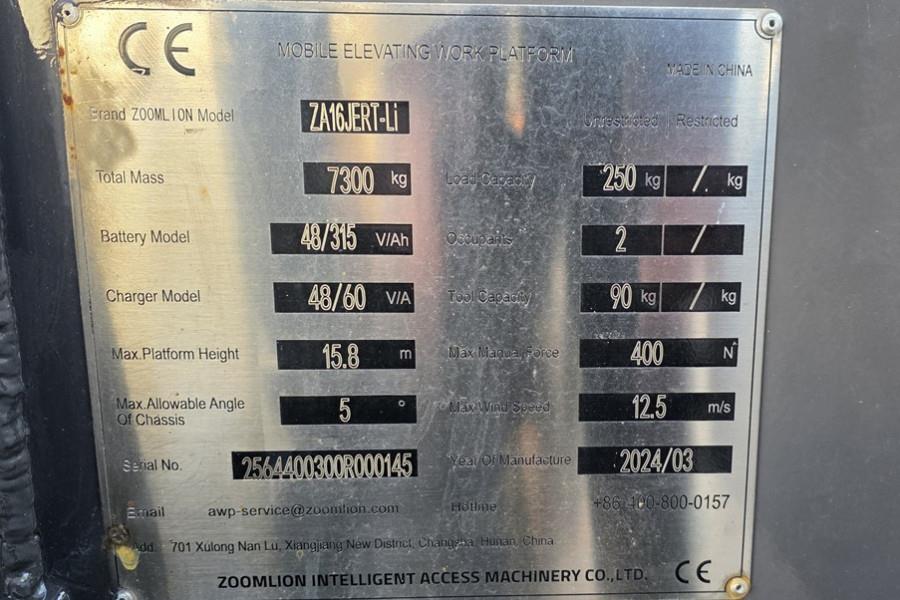 CE MOBILE ELEVATING WORK PLATFORM
MADE IN CHINA
Brand ZOOMLION Model ZA16JERT-Li Unrestricted | Restricted
Total Mass 7300 kg Load Capacity 250 kg / kg
Battery Model 48/315 V/Ah Occupants 2 /
Charger Model 48/60 V/A Tool Capacity 90 kg / kg
Max.Platform Height 15.8 m Max Manual Force 400 N
Max.Allowable Angle
Of Chassis 5 ° Max Wind Speed 12.5 m/s
Serial No. 2564400300R000145 Year Of Manufacture 2024/03
Email awp-service@zoomlion.com Hotline +86 400-800-0157
Add. 701 Xulong Nan Lu, Xiangjiang New District, Changsha, Hunan, China
ZOOMLION INTELLIGENT ACCESS MACHINERY CO.,LTD. CE